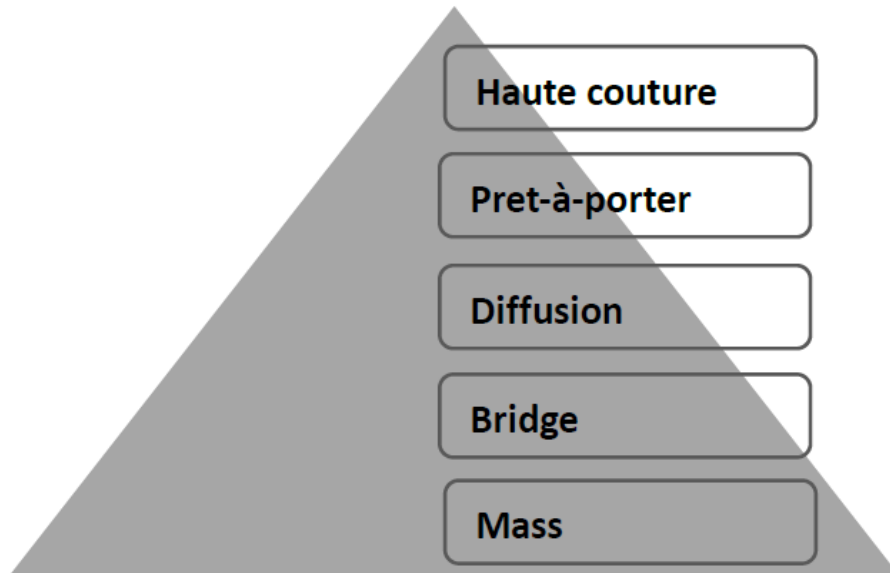 Haute couture
Pret-à-porter
Diffusion
Bridge
Mass